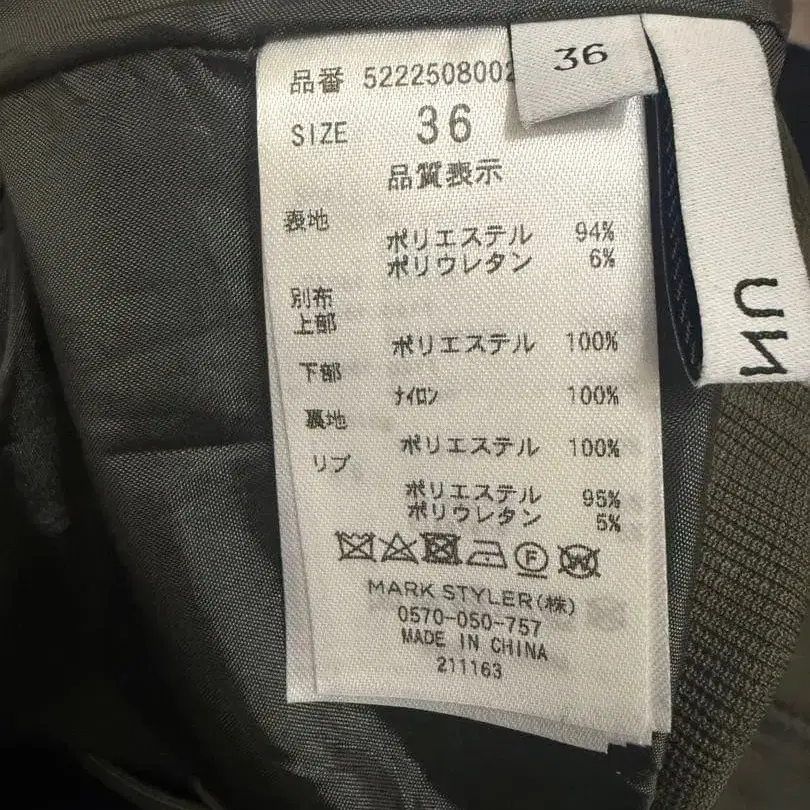 品番 5222508002
SIZE 36
品質表示
表地
ポリエステル 94%
ポリウレタン 6%
別布
上部
ポリエステル 100%
下部
ﾅｲﾛﾝ 100%
裏地
ポリエステル 100%
リブ
ポリエステル 95%
ポリウレタン 5%
F
W
MARK STYLER(株)
0570-050-757
MADE IN CHINA
211163
36
UN